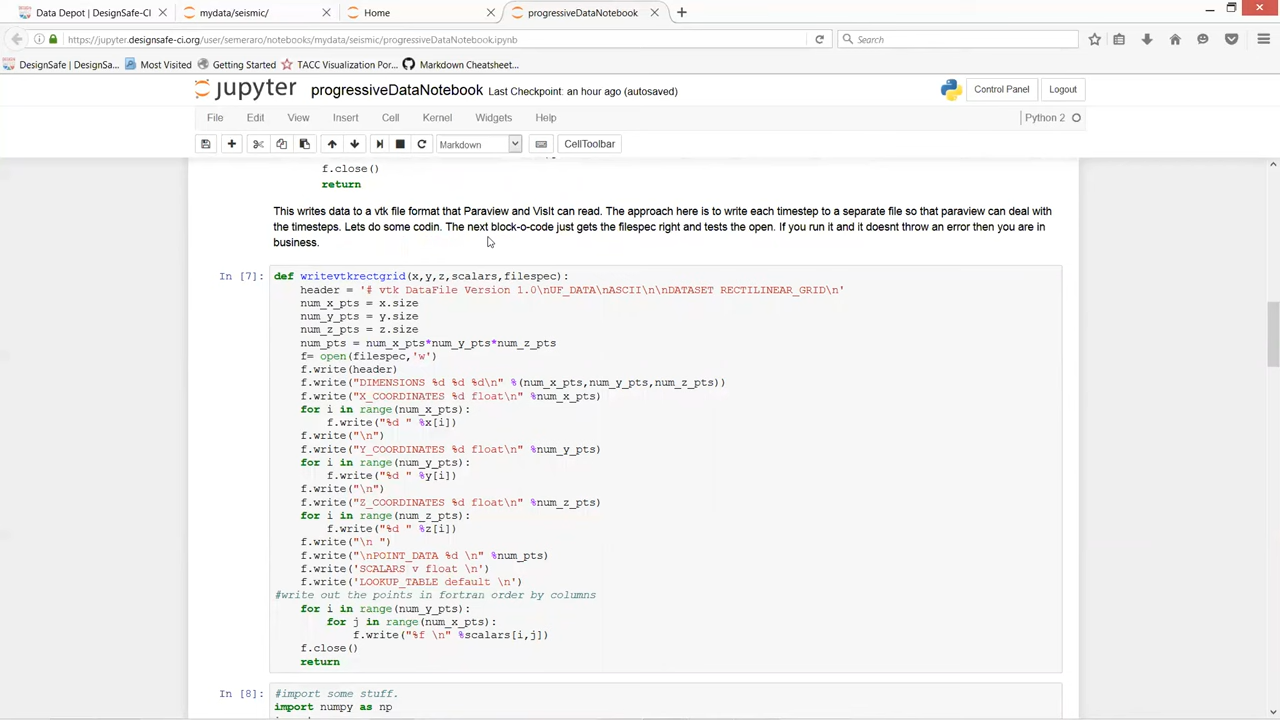 Data Depot | DesignSafe-CI
mydata/seismic/
Home
progressiveDataNotebook
https://jupyter.designsafe-ci.org/user/semeraro/notebooks/mydata/seismic/progressiveDataNotebook.ipynb
Search
DesignSafe | DesignSa...
Most Visited
Getting Started
TACC Visualization Por...
Markdown Cheatsheet...
jupyter progressiveDataNotebook Last Checkpoint: an hour ago (autosaved)
Control Panel
Logout
File Edit View Insert Cell Kernel Widgets Help
Python 2
Markdown
CellToolbar
f.close()
return
This writes data to a vtk file format that Paraview and VisIt can read. The approach here is to write each timestep to a separate file so that paraview can deal with
the timesteps. Lets do some codin. The next block-o-code just gets the filespec right and tests the open. If you run it and it doesnt throw an error then you are in
business.
In [7]: def writevtkrectgrid(x,y,z,scalars,filespec):
header = '# vtk DataFile Version 1.0\nUF_DATA\nASCII\n\nDATASET RECTILINEAR_GRID\n'
num_x_pts = x.size
num_y_pts = y.size
num_z_pts = z.size
num_pts = num_x_pts*num_y_pts*num_z_pts
f= open(filespec,'w')
f.write(header)
f.write("DIMENSIONS %d %d %d\n" %(num_x_pts,num_y_pts,num_z_pts))
f.write("X_COORDINATES %d float\n" %num_x_pts)
for i in range(num_x_pts):
f.write("%d " %x[i])
f.write("\n")
f.write("Y_COORDINATES %d float\n" %num_y_pts)
for i in range(num_y_pts):
f.write("%d " %y[i])
f.write("\n")
f.write("Z_COORDINATES %d float\n" %num_z_pts)
for i in range(num_z_pts):
f.write("%d " %z[i])
f.write("\n ")
f.write("\nPOINT_DATA %d \n" %num_pts)
f.write('SCALARS v float \n')
f.write('LOOKUP_TABLE default \n')
#write out the points in fortran order by columns
for i in range(num_y_pts):
for j in range(num_x_pts):
f.write("%f \n" %scalars[i,j])
f.close()
return
In [8]: #import some stuff.
import numpy as np